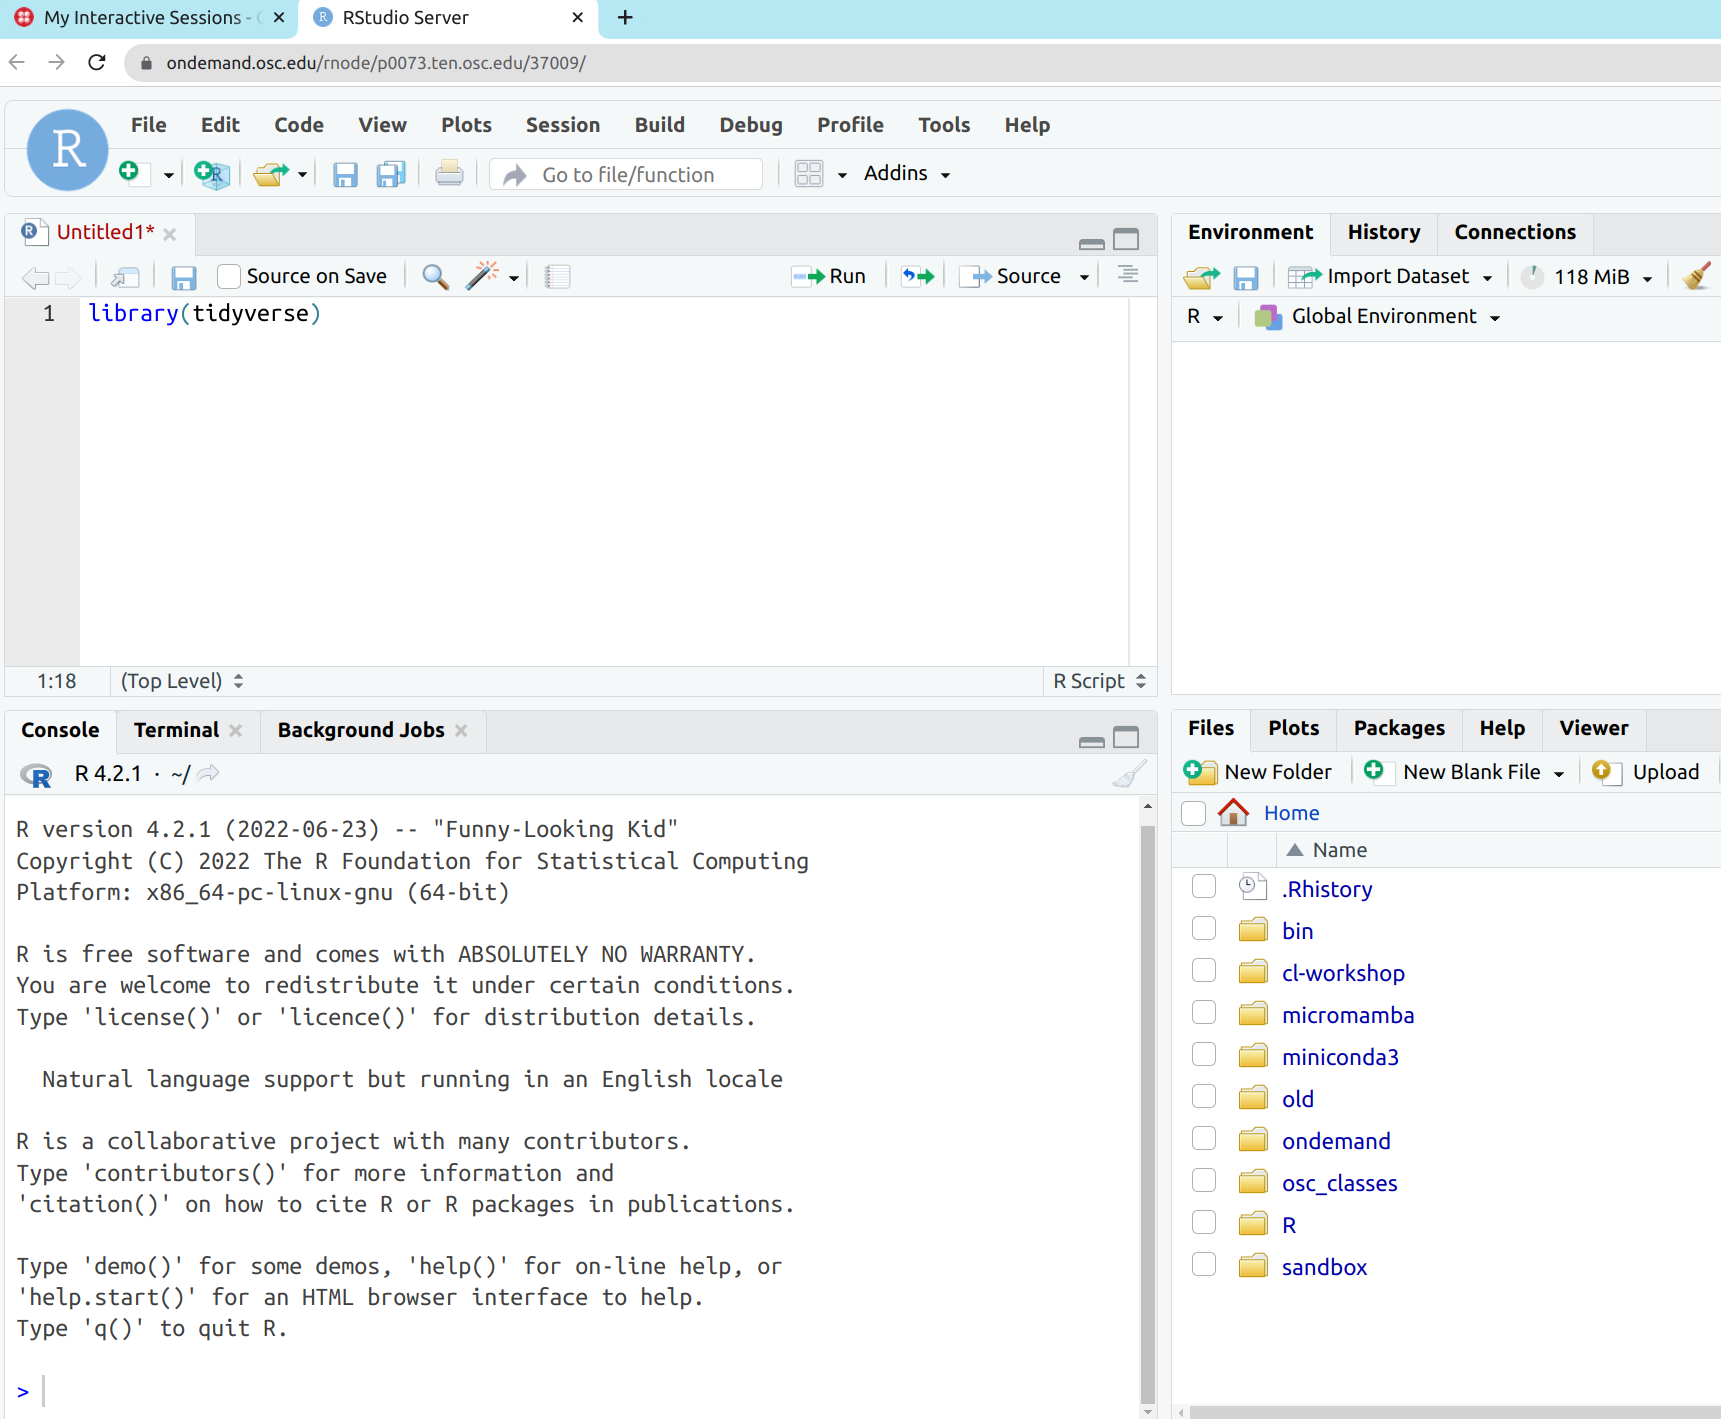 My Interactive Sessions - 
RStudio Server
ondemand.osc.edu/rnode/p0073.ten.osc.edu/37009/
R
File Edit Code View Plots Session Build Debug Profile Tools Help
Go to file/function Addins
Untitled1*
Source on Save Run Source
1 library(tidyverse)
1:18 (Top Level) R Script
Console Terminal Background Jobs
R 4.2.1 · ~/
R version 4.2.1 (2022-06-23) -- "Funny-Looking Kid"
Copyright (C) 2022 The R Foundation for Statistical Computing
Platform: x86_64-pc-linux-gnu (64-bit)
R is free software and comes with ABSOLUTELY NO WARRANTY.
You are welcome to redistribute it under certain conditions.
Type 'license()' or 'licence()' for distribution details.
Natural language support but running in an English locale
R is a collaborative project with many contributors.
Type 'contributors()' for more information and
'citation()' on how to cite R or R packages in publications.
Type 'demo()' for some demos, 'help()' for on-line help, or
'help.start()' for an HTML browser interface to help.
Type 'q()' to quit R.
>
Environment History Connections
Import Dataset 118 MiB
R Global Environment
Files Plots Packages Help Viewer
New Folder New Blank File Upload
Home
Name
.Rhistory
bin
cl-workshop
micromamba
miniconda3
old
ondemand
osc_classes
R
sandbox